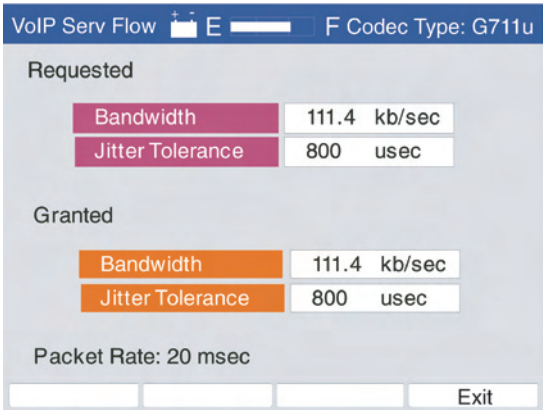 VoIP Serv Flow + - E F Codec Type: G711u
Requested
Bandwidth 111.4 kb/sec
Jitter Tolerance 800 usec
Granted
Bandwidth 111.4 kb/sec
Jitter Tolerance 800 usec
Packet Rate: 20 msec
Exit